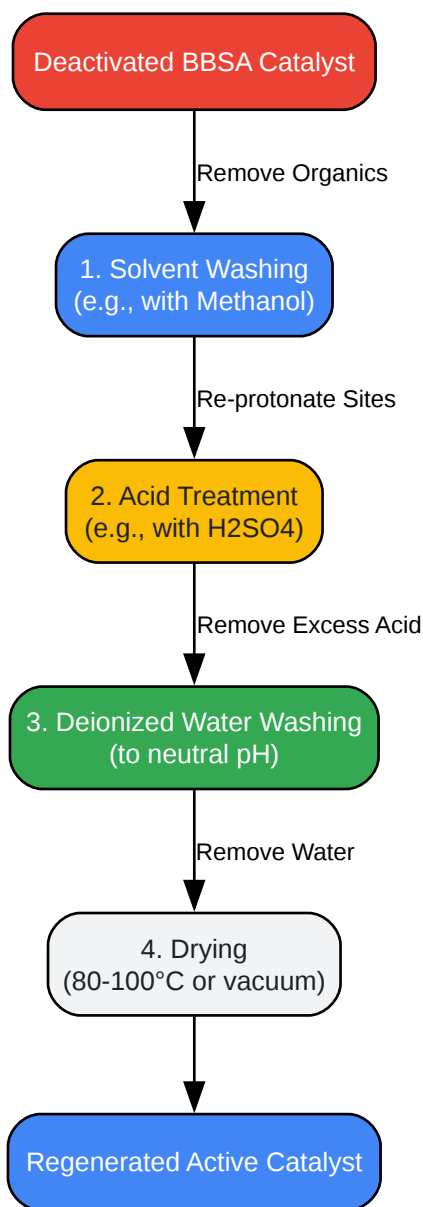 Deactivated BBSA Catalyst
Remove Organics
1. Solvent Washing
(e.g., with Methanol)
Re-protonate Sites
2. Acid Treatment
(e.g., with H2SO4)
Remove Excess Acid
3. Deionized Water Washing
(to neutral pH)
Remove Water
4. Drying
(80-100°C or vacuum)
Regenerated Active Catalyst